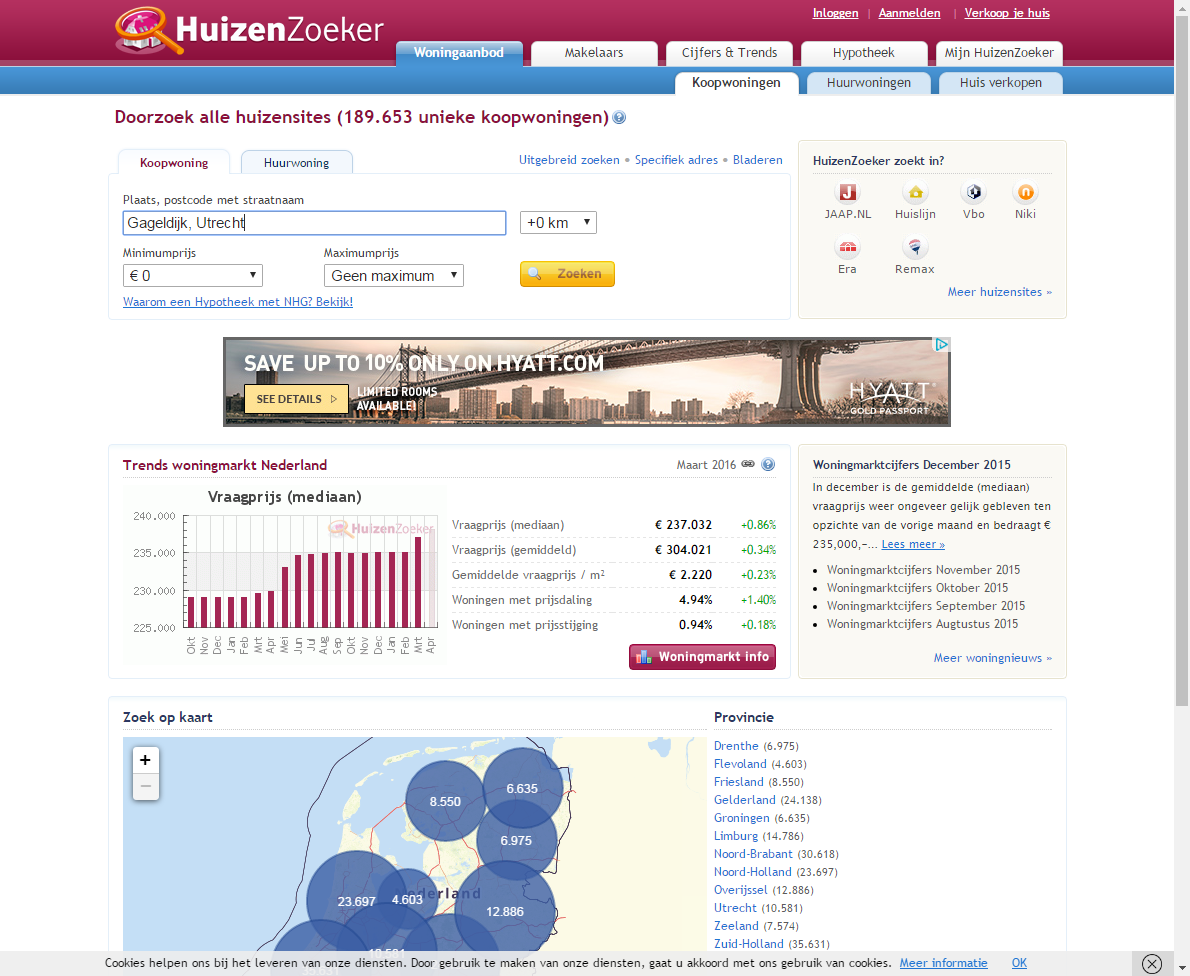 HuizenZoeker
Inloggen | Aanmelden | Verkoop je huis
Woningaanbod Makelaars Cijfers & Trends Hypotheek Mijn HuizenZoeker
Koopwoningen Huurwoningen Huis verkopen
Doorzoek alle huizensites (189.653 unieke koopwoningen)
Koopwoning Huurwoning
Uitgebreid zoeken • Specifiek adres • Bladeren
Plaats, postcode met straatnaam
Gageldijk, Utrecht +0 km
Minimumprijs Maximumprijs
€ 0 Geen maximum Zoeken
Waarom een Hypotheek met NHG? Bekijk!
HuizenZoeker zoekt in?
JAAP.NL Huislijn Vbo Niki
Era Remax
Meer huizensites »
SAVE UP TO 10% ONLY ON HYATT.COM
SEE DETAILS
LIMITED ROOMS
AVAILABLE!
HYATT
GOLD PASSPORT
Trends woningmarkt Nederland
Maart 2016
Vraagprijs (mediaan)
HuizenZoeker
240.000
235.000
230.000
225.000
Okt Nov Dec Jan Feb Mrt Apr Mei Jun Jul Aug Sep Okt Nov Dec Jan Feb Mrt Apr
Vraagprijs (mediaan) € 237.032 +0.86%
Vraagprijs (gemiddeld) € 304.021 +0.34%
Gemiddelde vraagprijs / m² € 2.220 +0.23%
Woningen met prijsdaling 4.94% +1.40%
Woningen met prijsstijging 0.94% +0.18%
Woningmarkt info
Woningmarktcijfers December 2015
In december is de gemiddelde (mediaan)
vraagprijs weer ongeveer gelijk gebleven ten
opzichte van de vorige maand en bedraagt €
235,000,–... Lees meer »
• Woningmarktcijfers November 2015
• Woningmarktcijfers Oktober 2015
• Woningmarktcijfers September 2015
• Woningmarktcijfers Augtustus 2015
Meer woningnieuws »
Zoek op kaart
+
−
8.550
6.635
6.975
Nederland
23.697
4.603
12.886
10.581
Provincie
Drenthe (6.975)
Flevoland (4.603)
Friesland (8.550)
Gelderland (24.138)
Groningen (6.635)
Limburg (14.786)
Noord-Brabant (30.618)
Noord-Holland (23.697)
Overijssel (12.886)
Utrecht (10.581)
Zeeland (7.574)
Zuid-Holland (35.631)
Cookies helpen ons bij het leveren van onze diensten. Door gebruik te maken van onze diensten, gaat u akkoord met ons gebruik van cookies. Meer informatie OK